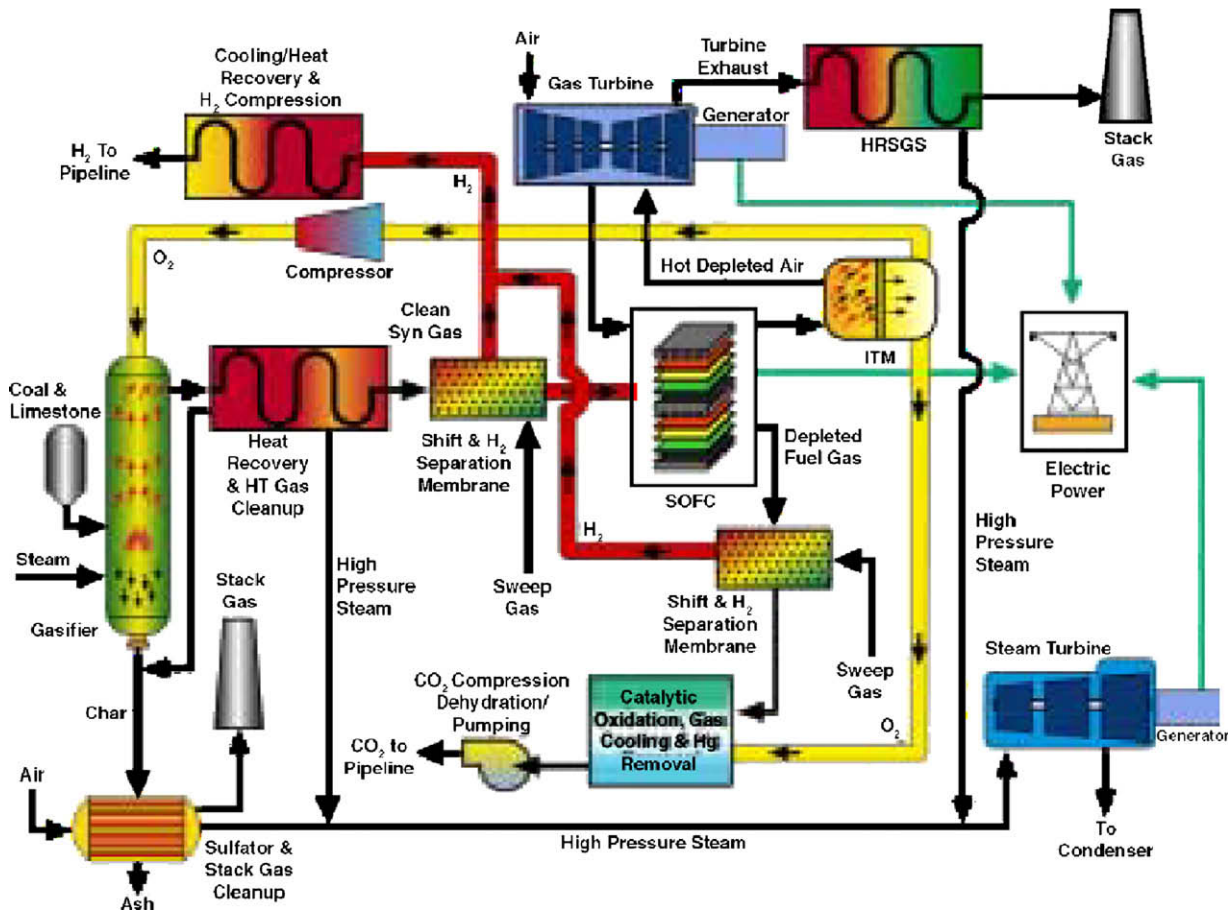 Cooling/Heat
Recovery &
H2 Compression
H2 To
Pipeline
H2
Air
Gas Turbine
Turbine
Exhaust
Generator
HRSGS
Stack
Gas
O2
Compressor
Hot Depleted Air
ITM
Clean
Syn Gas
Coal &
Limestone
Heat
Recovery
& HT Gas
Cleanup
Shift & H2
Separation
Membrane
SOFC
Depleted
Fuel Gas
Electric
Power
Steam
Gasifier
Stack
Gas
High
Pressure
Steam
Sweep
Gas
H2
Shift & H2
Separation
Membrane
Sweep
Gas
High
Pressure
Steam
Steam Turbine
Generator
Char
CO2 Compression
Dehydration/
Pumping
CO2 to
Pipeline
Catalytic
Oxidation, Gas
Cooling & Hg
Removal
O2
Air
Sulfator &
Stack Gas
Cleanup
Ash
High Pressure Steam
To
Condenser